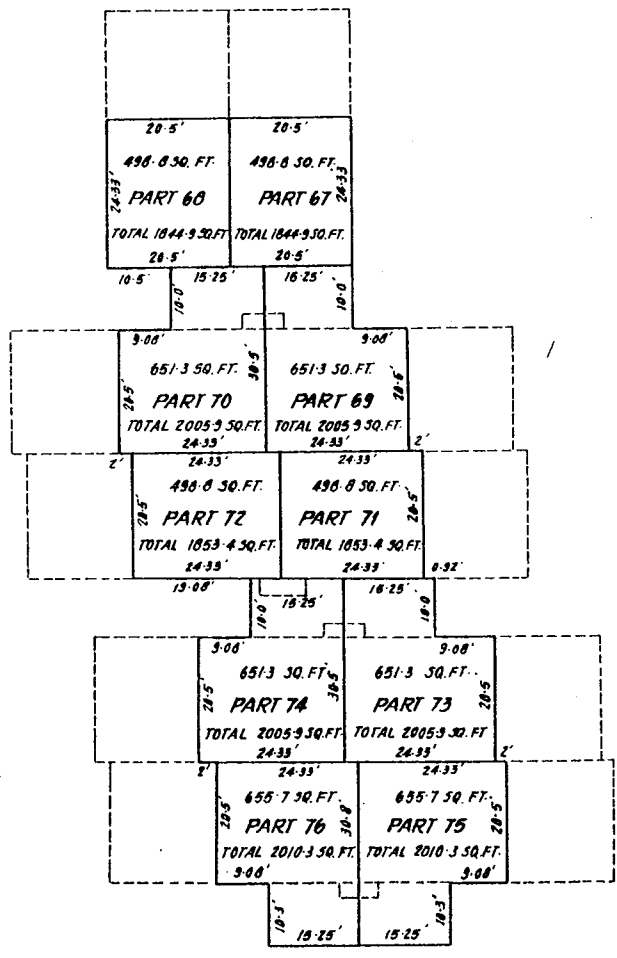 20·5'
20·5'
498·8 SQ. FT.
498·8 SQ. FT.
24·33'
PART 68
PART 67
24·33
TOTAL 1844·9 SQ.FT
TOTAL 1844·9 SQ.FT.
20·5'
20·5'
10·5'
15·25'
16·25'
10·0'
10·0'
9·08'
9·08'
651·3 SQ. FT.
30·5'
651·3 SQ. FT.
20·5'
PART 70
PART 69
20·5'
TOTAL 2005·9 SQ.FT.
TOTAL 2005·9 SQ.FT.
24·33'
24·33'
2'
2'
24·33'
24·33'
498·8 SQ.FT.
498·8 SQ.FT.
20·5'
PART 72
PART 71
20·5'
TOTAL 1853·4 SQ.FT.
TOTAL 1853·4 SQ.FT.
24·33'
24·33'
0·92'
13·08'
15·25'
16·25'
10·0'
10·0
9·08'
9·08'
651·3 SQ. FT.
30·5
651·3 SQ. FT.
20·5'
PART 74
PART 73
20·5'
TOTAL 2005·9 SQ.FT.
TOTAL 2005·9 SQ.FT
24·33'
24·33'
2'
2'
24·33'
24·33'
655·7 SQ. FT.
655·7 SQ. FT.
20·5'
PART 76
30·8'
PART 75
20·5'
TOTAL 2010·3 SQ. FT.
TOTAL 2010·3 SQ. FT.
9·08'
9·08'
10·3'
10·3'
15·25'
15·25'